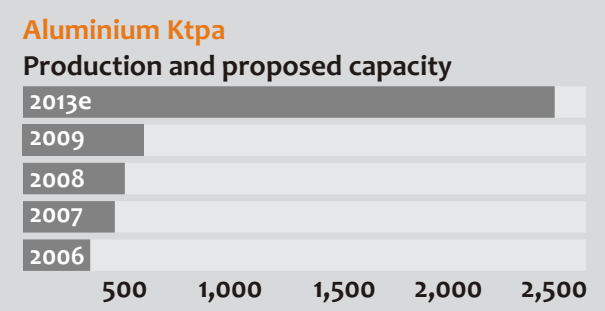 Aluminium Ktpa
Production and proposed capacity
2013e
2009
2008
2007
2006
500 1,000 1,500 2,000 2,500